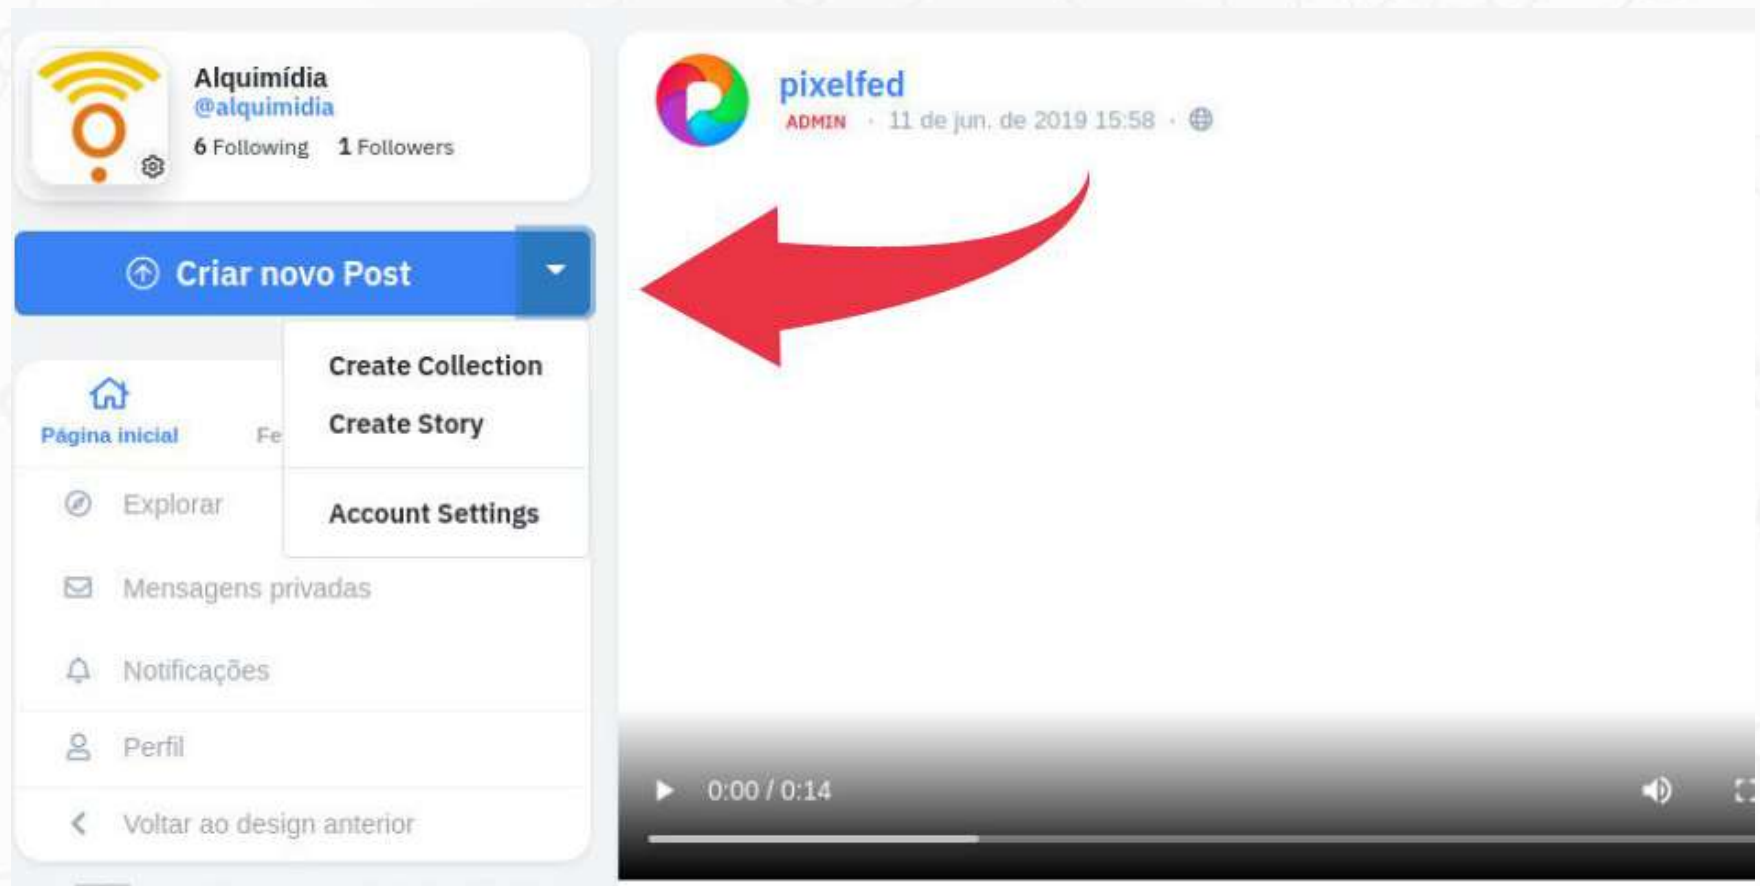 Alquimídia
@alquimidia
6 Following 1 Followers
Criar novo Post
Create Collection
Create Story
Account Settings
Página inicial Fe
Explorar
Mensagens privadas
Notificações
Perfil
Voltar ao design anterior
pixelfed
ADMIN · 11 de jun. de 2019 15:58 ·
0:00 / 0:14